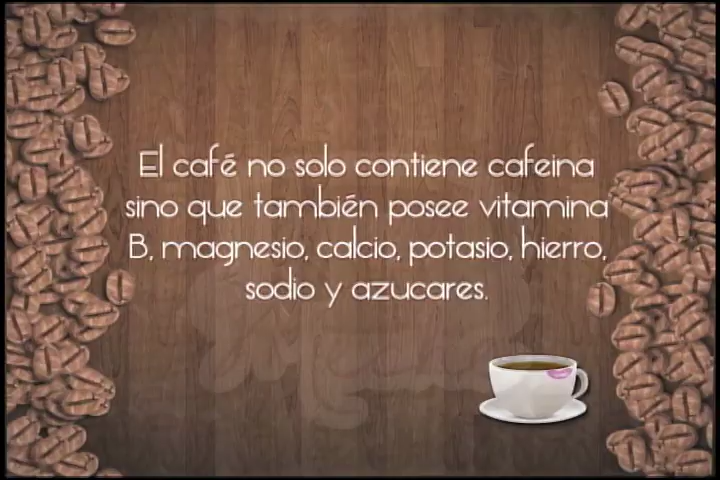 El café no solo contiene cafeina
sino que también posee vitamina
B, magnesio, calcio, potasio, hierro,
sodio y azucares.